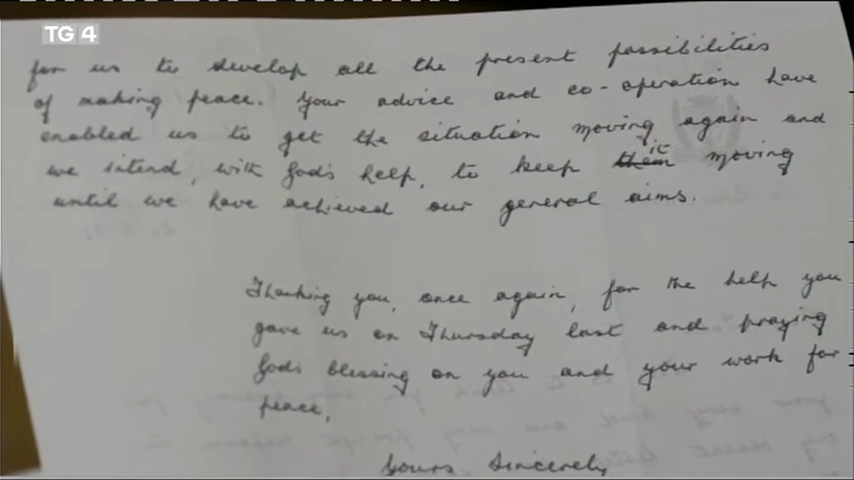 TG4
for us to develop all the present possibilities
of making peace. Your advice and co-operation have
enabled us to get the situation moving again and
we intend, with God's help, to keep it moving
until we have achieved our general aims.
Thanking you, once again, for the help you
gave us on Thursday last and praying
God's blessing on you and your work for
peace,
Yours Sincerely